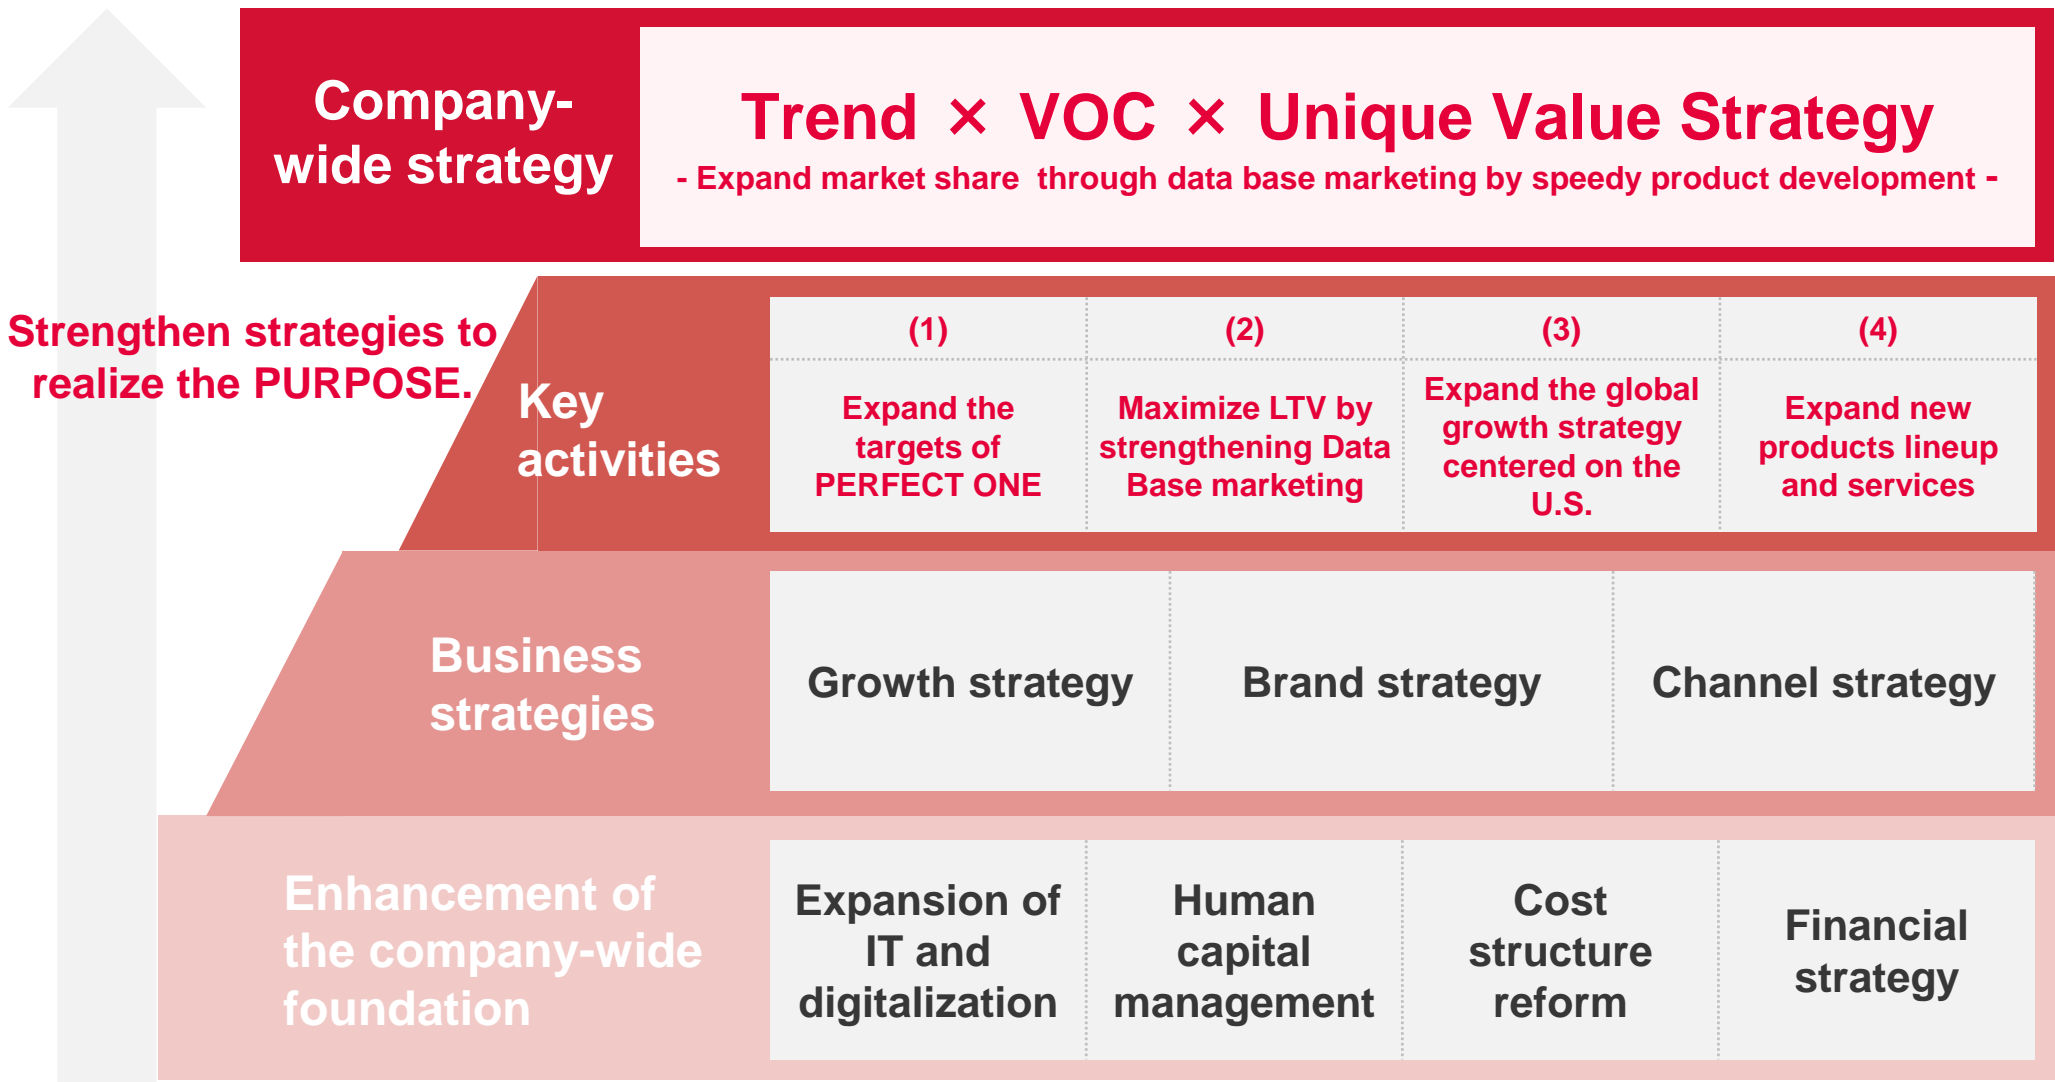 Company-
wide strategy
Trend × VOC × Unique Value Strategy
- Expand market share through data base marketing by speedy product development -
Strengthen strategies to
realize the PURPOSE.
Key
activities
(1)
Expand the
targets of
PERFECT ONE
(2)
Maximize LTV by
strengthening Data
Base marketing
(3)
Expand the global
growth strategy
centered on the
U.S.
(4)
Expand new
products lineup
and services
Business
strategies
Growth strategy
Brand strategy
Channel strategy
Enhancement of
the company-wide
foundation
Expansion of
IT and
digitalization
Human
capital
management
Cost
structure
reform
Financial
strategy